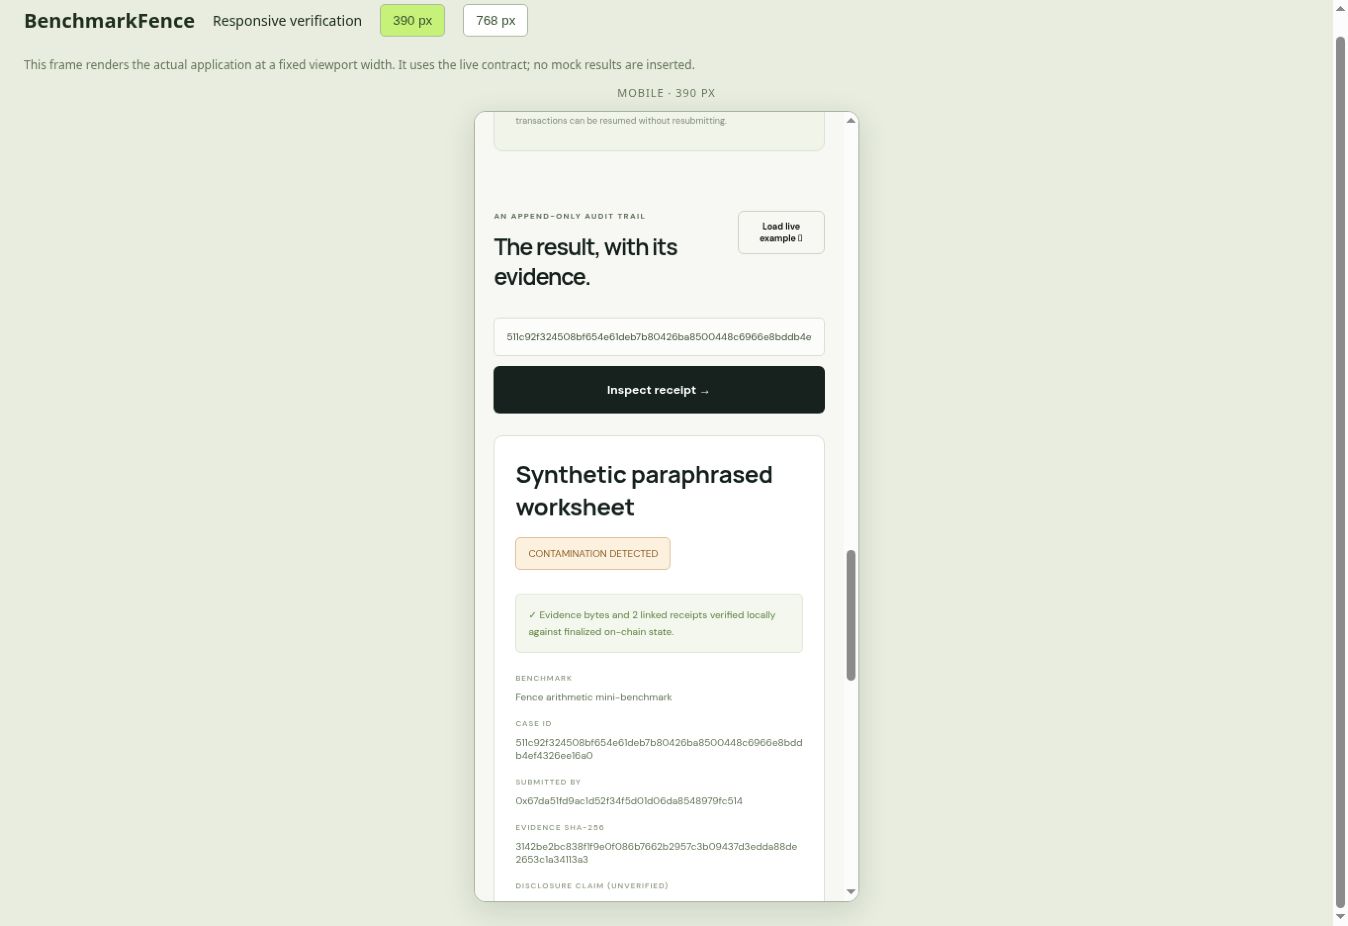 BenchmarkFence Responsive verification 390 px 768 px
This frame renders the actual application at a fixed viewport width. It uses the live contract; no mock results are inserted.
MOBILE · 390 PX
transactions can be resumed without resubmitting.
AN APPEND-ONLY AUDIT TRAIL
The result, with its
evidence.
Load live
example
511c92f324508bf654e61deb7b80426ba8500448c6966e8bddb4e
Inspect receipt →
Synthetic paraphrased
worksheet
CONTAMINATION DETECTED
✓ Evidence bytes and 2 linked receipts verified locally
against finalized on-chain state.
BENCHMARK
Fence arithmetic mini-benchmark
CASE ID
511c92f324508bf654e61deb7b80426ba8500448c6966e8bdd
b4ef4326ee16a0
SUBMITTED BY
0x67da51fd9ac1d52f34f5d01d06da8548979fc514
EVIDENCE SHA-256
3142be2bc838f1f9e0f086b7662b2957c3b09437d3edda88de
2653c1a34113a3
DISCLOSURE CLAIM (UNVERIFIED)